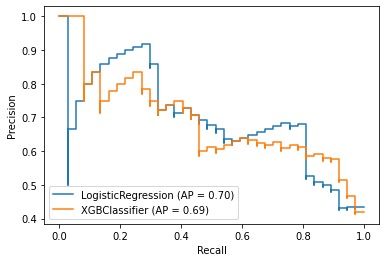 1.0
0.9
0.8
0.7
0.6
0.5
0.4
Precision
LogisticRegression (AP = 0.70)
XGBClassifier (AP = 0.69)
0.0 0.2 0.4 0.6 0.8 1.0
Recall